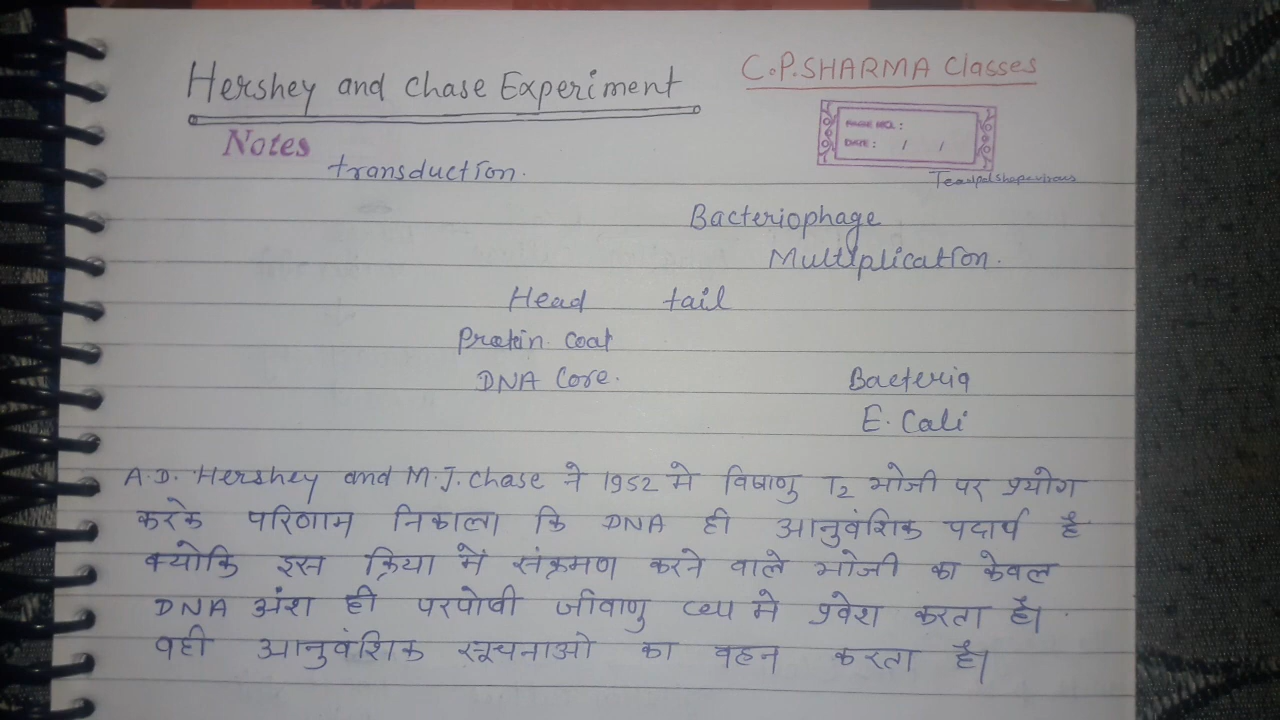 Hershey and Chase Experiment
C.P.SHARMA Classes
Notes
PAGE NO.:
DATE: / /
transduction.
Bacteriophage
Multiplication.
Head tail
Protein coat
DNA Core.
Bacteria
E. Cali
A.D. Hershey and M.J. Chase ने 1952 मे विषाणु T2 भोजी पर प्रयोग
करके परिणाम निकाला कि DNA ही आनुवंशिक पदार्थ है
क्योकि इस क्रिया में संक्रमण करने वाले भोजी का केवल
DNA अंश ही परपोषी जीवाणु cell मे प्रवेश करता है।
वही आनुवंशिक सूचनाओ का वहन करता है।